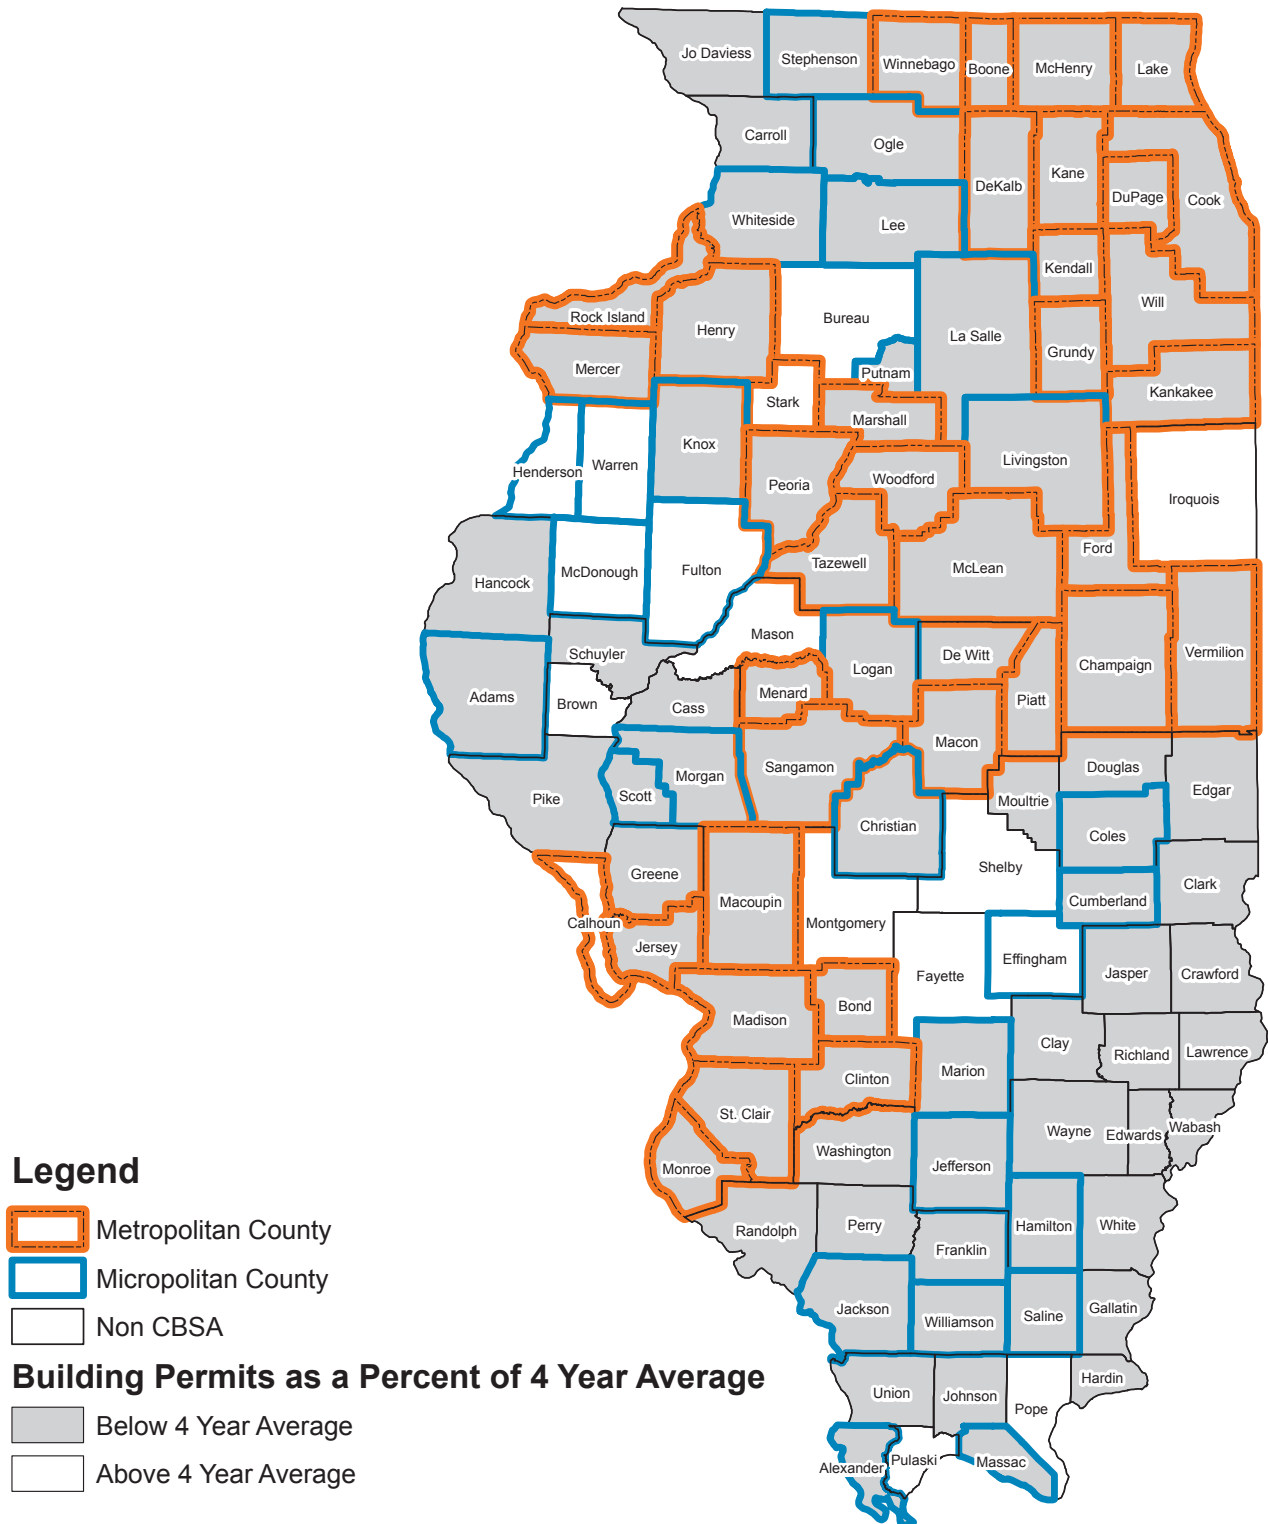 Jo Daviess
Stephenson
Winnebago
Boone
McHenry
Lake
Carroll
Ogle
DeKalb
Kane
DuPage
Cook
Whiteside
Lee
Kendall
Will
Rock Island
Henry
Bureau
La Salle
Grundy
Mercer
Putnam
Kankakee
Stark
Marshall
Knox
Henderson
Warren
Peoria
Woodford
Livingston
Iroquois
Hancock
McDonough
Fulton
Tazewell
McLean
Ford
Mason
Schuyler
Logan
De Witt
Champaign
Vermilion
Adams
Brown
Cass
Menard
Piatt
Macon
Sangamon
Morgan
Scott
Pike
Douglas
Moultrie
Edgar
Christian
Coles
Shelby
Greene
Macoupin
Cumberland
Clark
Calhoun
Montgomery
Jersey
Effingham
Fayette
Jasper
Crawford
Bond
Madison
Clay
Richland
Lawrence
Marion
Clinton
St. Clair
Wayne
Edwards
Wabash
Washington
Jefferson
Monroe
Randolph
Perry
Hamilton
White
Franklin
Jackson
Williamson
Saline
Gallatin
Union
Johnson
Hardin
Pope
Alexander
Pulaski
Massac
Legend
Metropolitan County
Micropolitan County
Non CBSA
Building Permits as a Percent of 4 Year Average
Below 4 Year Average
Above 4 Year Average